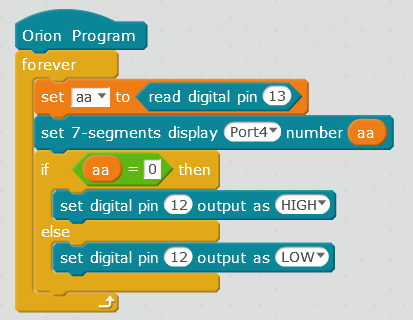 Orion Program
forever
set aa to read digital pin 13
set 7-segments display Port4 number aa
if aa = 0 then
set digital pin 12 output as HIGH
else
set digital pin 12 output as LOW